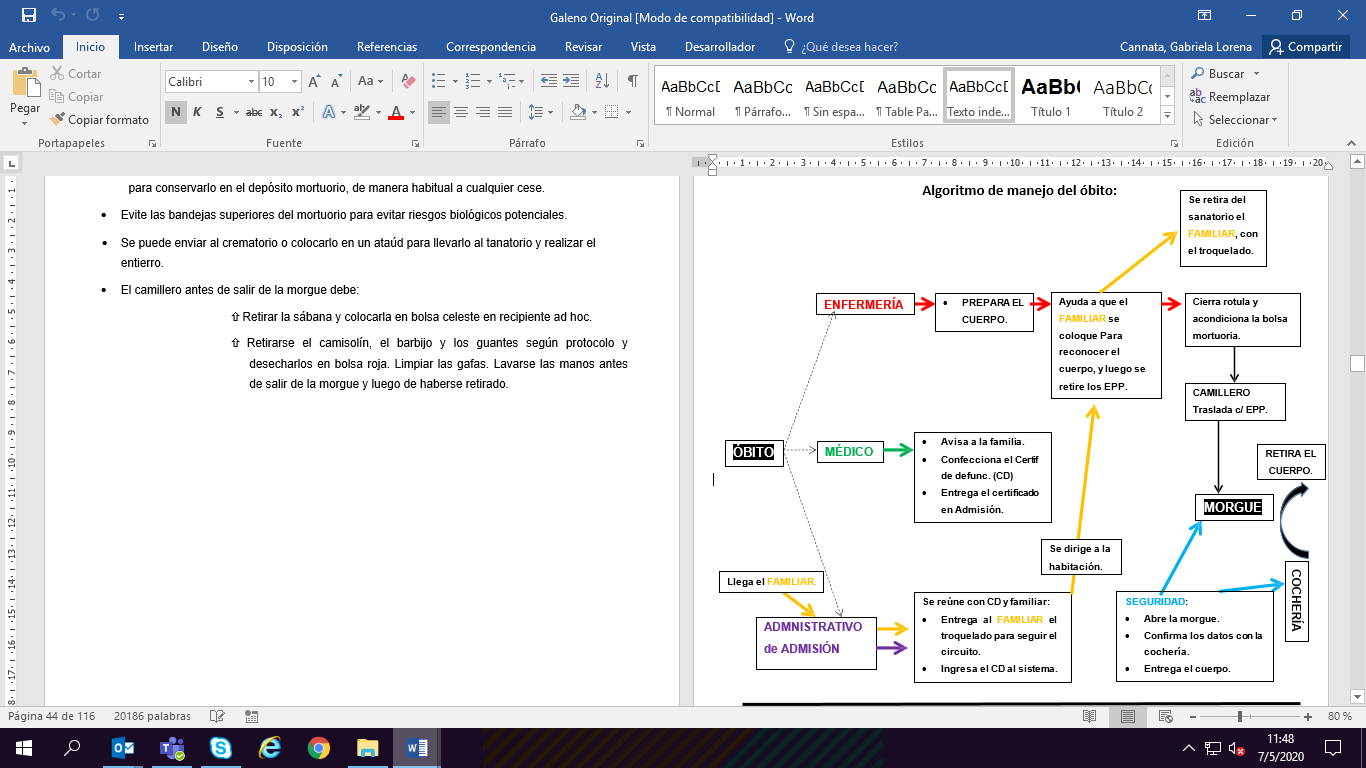 Galeno Original [Modo de compatibilidad] - Word
Archivo Inicio Insertar Diseño Disposición Referencias Correspondencia Revisar Vista Desarrollador ¿Qué desea hacer? Cannata, Gabriela Lorena Compartir
Pegar
Cortar
Copiar
Copiar formato
Portapapeles
Calibri 10
Fuente
Párrafo
AaBbCcI AaBbCc AaBbCcI AaBbCc AaBbCcI AaBbC AaBbCc
¶ Normal ¶ Párrafo... ¶ Sin espa... ¶ Table Pa... Texto inde... Título 1 Título 2
Estilos
Buscar
Reemplazar
Seleccionar
Edición
para conservarlo en el depósito mortuorio, de manera habitual a cualquier cese.
• Evite las bandejas superiores del mortuorio para evitar riesgos biológicos potenciales.
• Se puede enviar al crematorio o colocarlo en un ataúd para llevarlo al tanatorio y realizar el
entierro.
• El camillero antes de salir de la morgue debe:
⇧ Retirar la sábana y colocarla en bolsa celeste en recipiente ad hoc.
⇧ Retirarse el camisolín, el barbijo y los guantes según protocolo y
desecharlos en bolsa roja. Limpiar las gafas. Lavarse las manos antes
de salir de la morgue y luego de haberse retirado.
Algoritmo de manejo del óbito:
Se retira del
sanatorio el
FAMILIAR, con
el troquelado.
ENFERMERÍA
• PREPARA EL
CUERPO.
Ayuda a que el
FAMILIAR se
coloque Para
reconocer el
cuerpo, y luego se
retire los EPP.
Cierra rotula y
acondiciona la bolsa
mortuoria.
CAMILLERO
Traslada c/ EPP.
ÓBITO
MÉDICO
• Avisa a la familia.
• Confecciona el Certif
de defunc. (CD)
• Entrega el certificado
en Admisión.
RETIRA EL
CUERPO.
MORGUE
Se dirige a la
habitación.
Llega el FAMILIAR.
ADMNISTRATIVO
de ADMISIÓN
Se reúne con CD y familiar:
• Entrega al FAMILIAR el
troquelado para seguir el
circuito.
• Ingresa el CD al sistema.
SEGURIDAD:
• Abre la morgue.
• Confirma los datos con la
cochería.
• Entrega el cuerpo.
COCHERÍA
Página 44 de 116 20186 palabras 80 %
11:48
7/5/2020